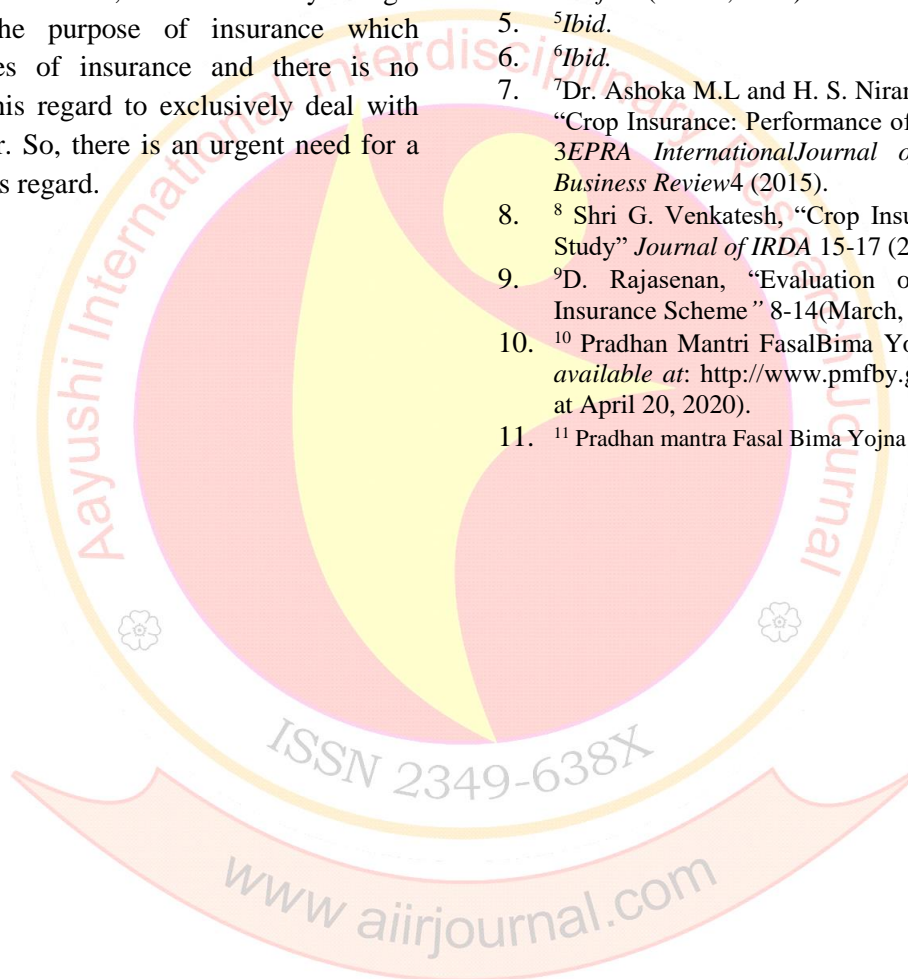 he purpose of insurance which
es of insurance and there is no
his regard to exclusively deal with
r. So, there is an urgent need for a
s regard.
5. ⁵Ibid.
6. ⁶Ibid.
7. ⁷Dr. Ashoka M.L and H. S. Niran
“Crop Insurance: Performance of
3EPRA InternationalJournal o
Business Review4 (2015).
8. ⁸ Shri G. Venkatesh, “Crop Insu
Study” Journal of IRDA 15-17 (2
9. ⁹D. Rajasenan, “Evaluation o
Insurance Scheme” 8-14(March,
10. ¹⁰ Pradhan Mantri FasalBima Yo
available at: http://www.pmfby.g
at April 20, 2020).
11. ¹¹ Pradhan mantra Fasal Bima Yojna
Aayushi International Interdisciplinary Research Journal
ISSN 2349-638X
www aiirjournal.com